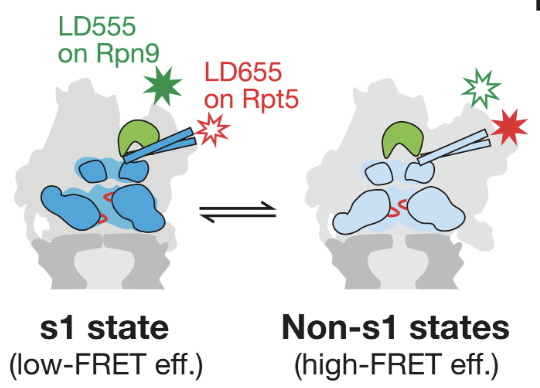 LD555
on Rpn9
LD655
on Rpt5
s1 state
(low-FRET eff.)
Non-s1 states
(high-FRET eff.)